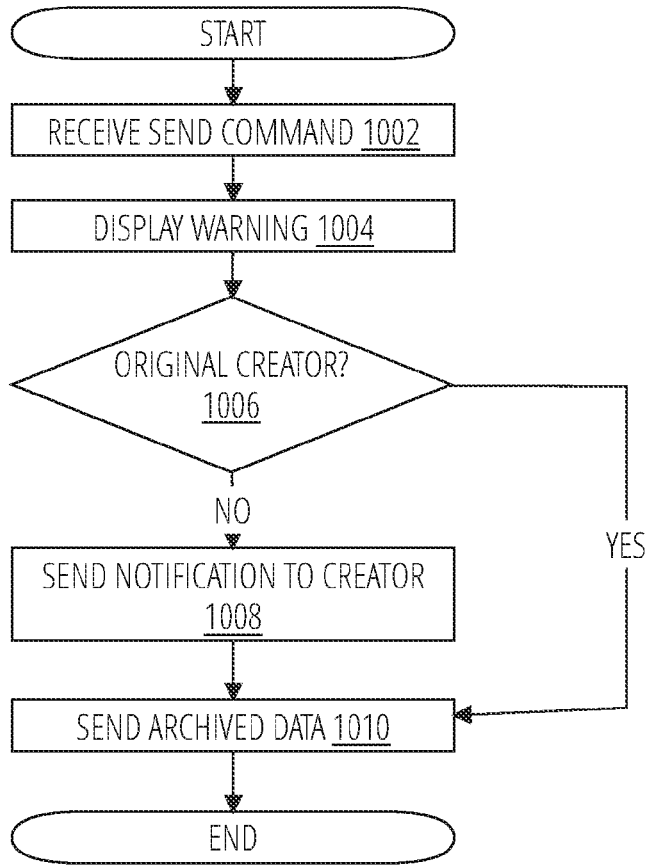 START
RECEIVE SEND COMMAND 1002
DISPLAY WARNING 1004
ORIGINAL CREATOR?
1006
NO
YES
SEND NOTIFICATION TO CREATOR
1008
SEND ARCHIVED DATA 1010
END